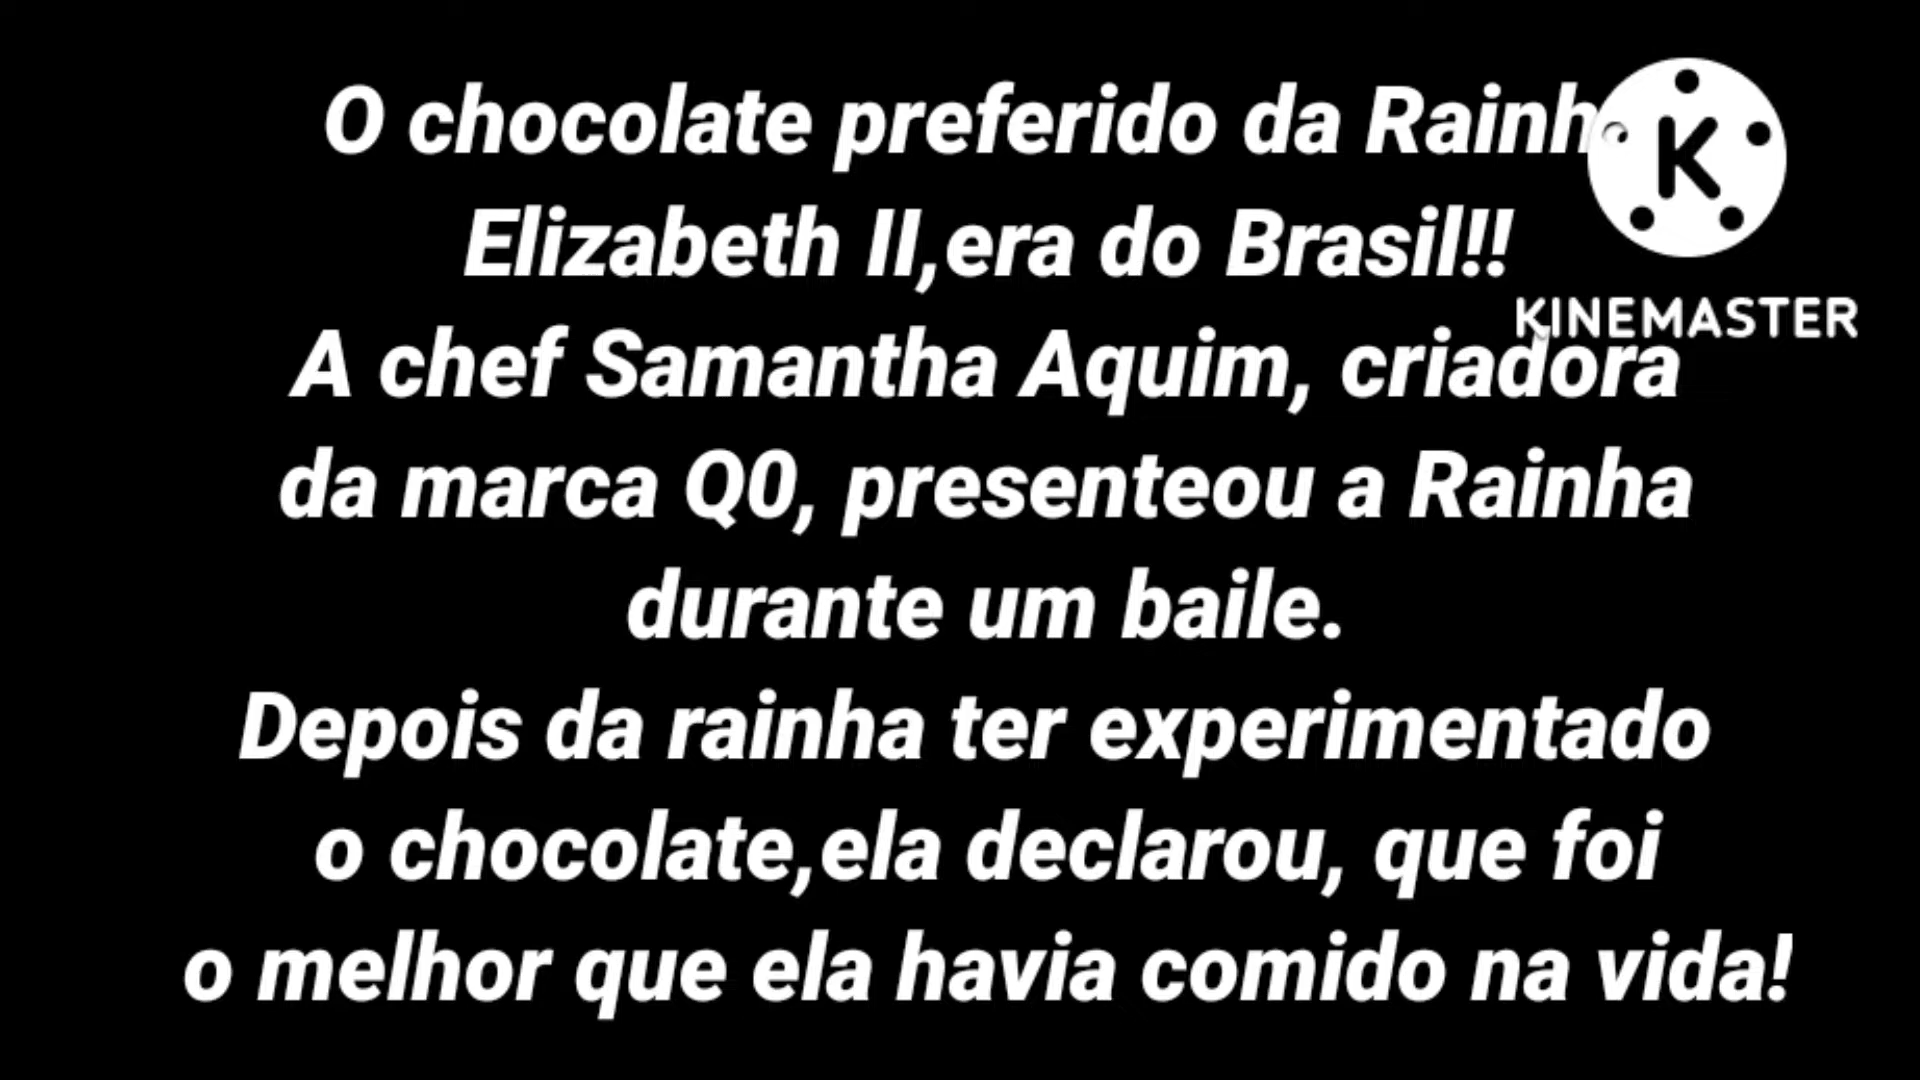 O chocolate preferido da Rainha
Elizabeth II,era do Brasil!!
A chef Samantha Aquim, criadora
da marca Q0, presenteou a Rainha
durante um baile.
Depois da rainha ter experimentado
o chocolate,ela declarou, que foi
o melhor que ela havia comido na vida!
K
KINEMASTER